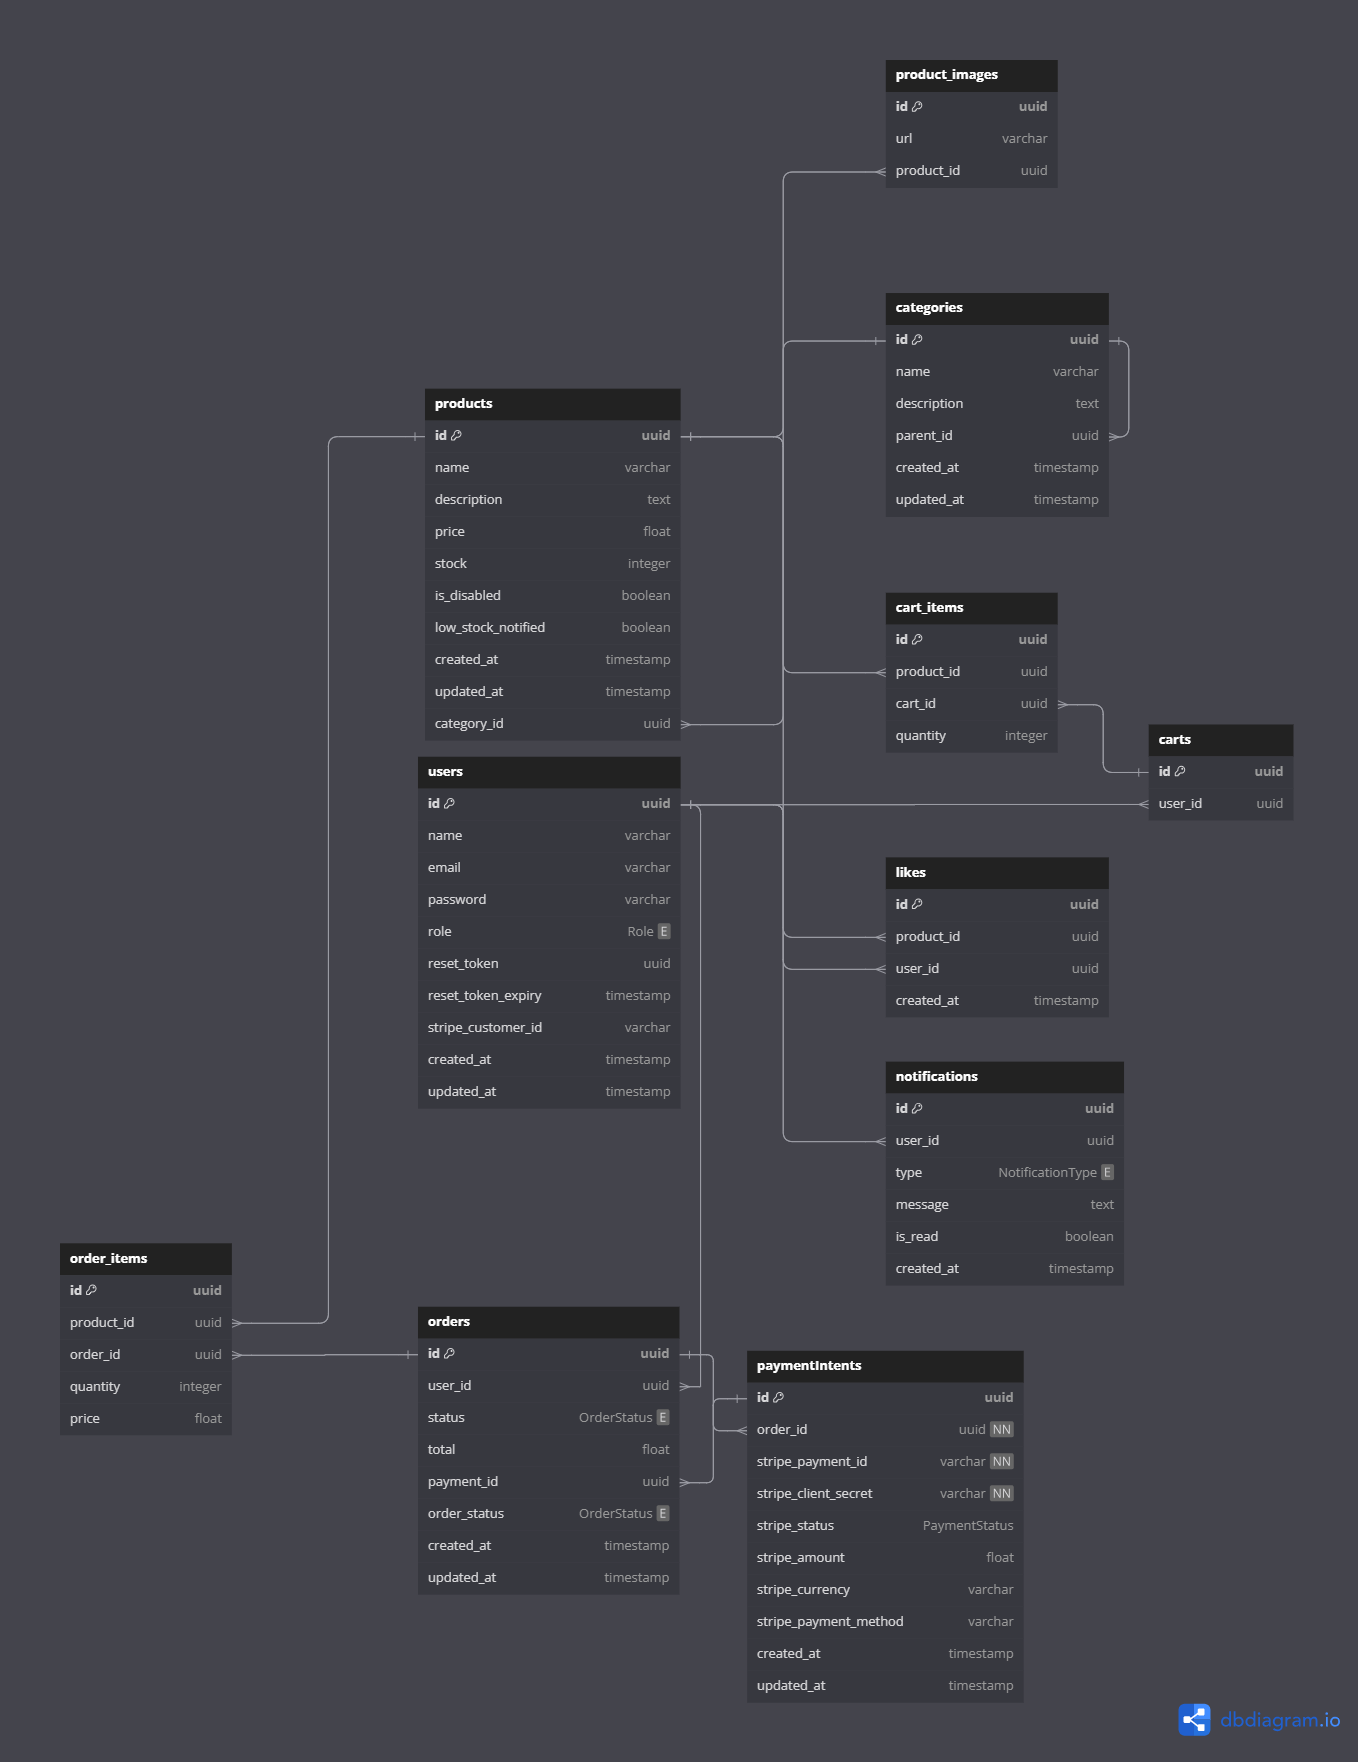 product_images
id uuid
url varchar
product_id uuid
categories
id uuid
name varchar
description text
parent_id uuid
created_at timestamp
updated_at timestamp
products
id uuid
name varchar
description text
price float
stock integer
is_disabled boolean
low_stock_notified boolean
created_at timestamp
updated_at timestamp
category_id uuid
cart_items
id uuid
product_id uuid
cart_id uuid
quantity integer
carts
id uuid
user_id uuid
users
id uuid
name varchar
email varchar
password varchar
role Role E
reset_token uuid
reset_token_expiry timestamp
stripe_customer_id varchar
created_at timestamp
updated_at timestamp
likes
id uuid
product_id uuid
user_id uuid
created_at timestamp
notifications
id uuid
user_id uuid
type NotificationType E
message text
is_read boolean
created_at timestamp
order_items
id uuid
product_id uuid
order_id uuid
quantity integer
price float
orders
id uuid
user_id uuid
status OrderStatus E
total float
payment_id uuid
order_status OrderStatus E
created_at timestamp
updated_at timestamp
paymentIntents
id uuid
order_id uuid NN
stripe_payment_id varchar NN
stripe_client_secret varchar NN
stripe_status PaymentStatus
stripe_amount float
stripe_currency varchar
stripe_payment_method varchar
created_at timestamp
updated_at timestamp
dbdiagram.io